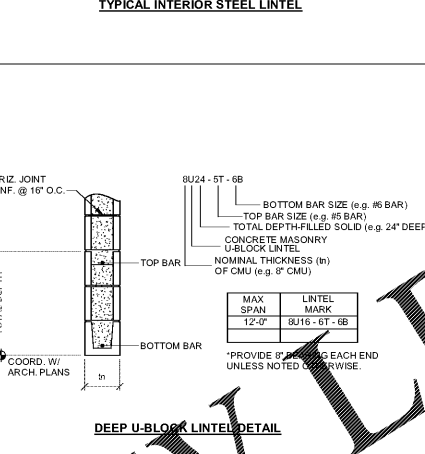 TYPICAL INTERIOR STEEL LINTEL
RIZ. JOINT
NF. @ 16" O.C.
8U24 - 5T - 6B
BOTTOM BAR SIZE (e.g. #6 BAR)
TOP BAR SIZE (e.g. #5 BAR)
TOTAL DEPTH-FILLED SOLID (e.g. 24" DEEP
CONCRETE MASONRY
U-BLOCK LINTEL
NOMINAL THICKNESS (tn)
OF CMU (e.g. 8" CMU)
TOP BAR
BOTTOM BAR
COORD. W/
ARCH. PLANS
tn
MAX SPAN LINTEL MARK
12'-0" 8U16 - 6T - 6B
*PROVIDE 8" BEARING EACH END
UNLESS NOTED OTHERWISE.
DEEP U-BLOCK LINTEL DETAIL